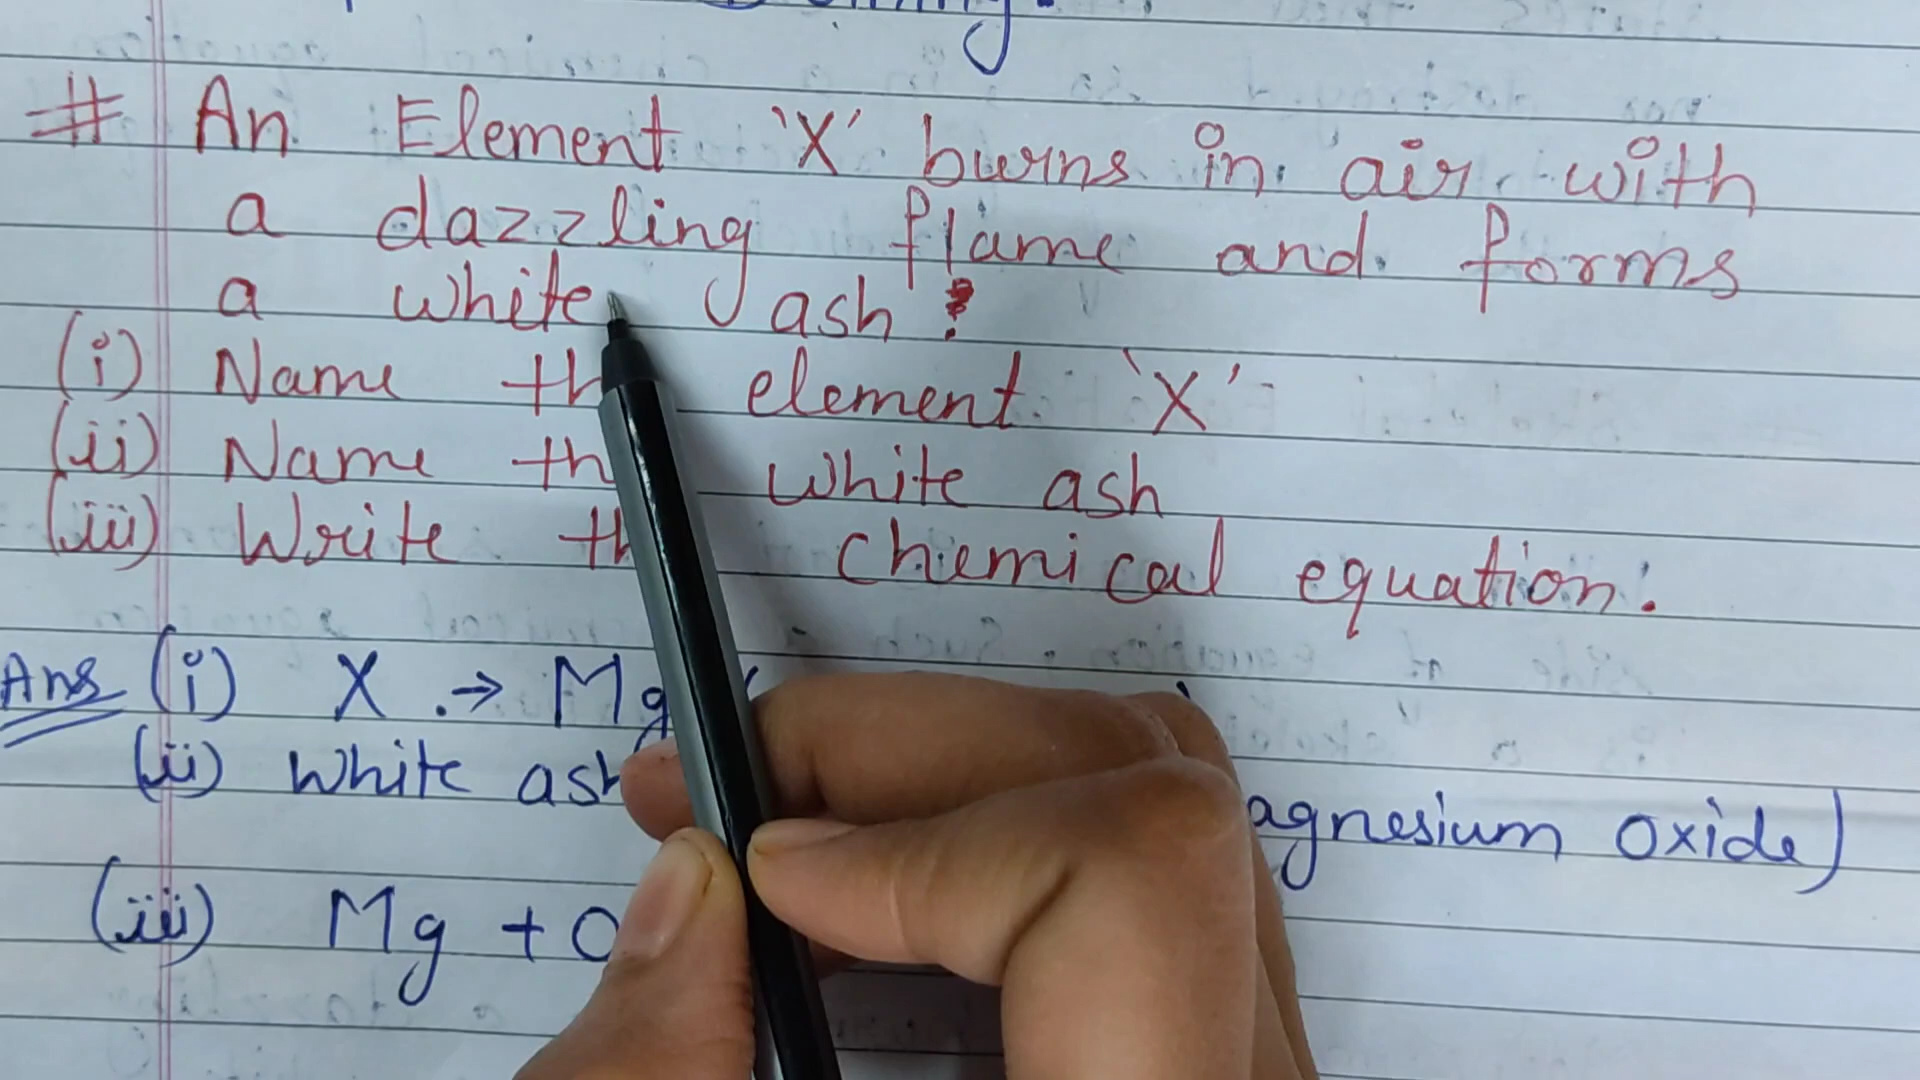 # An Element 'X' burns in air with
a dazzling flame and forms
a white ash?
(i) Name th element 'X'
(ii) Name th white ash
(iii) Write th chemical equation.
Ans (i) X → Mg
(ii) White ash agnesium oxide)
(iii) Mg + O